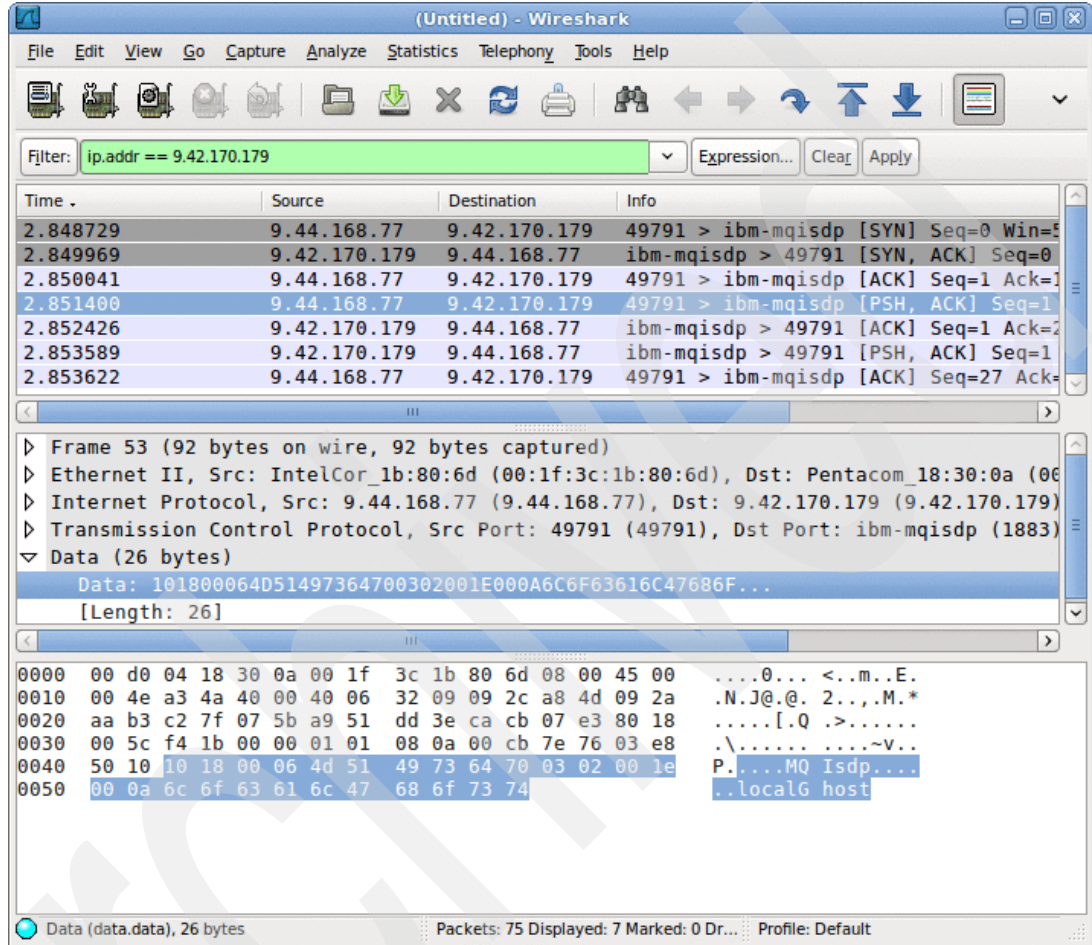 (Untitled) - Wireshark
File Edit View Go Capture Analyze Statistics Telephony Tools Help
Filter: ip.addr == 9.42.170.179 Expression... Clear Apply
Time Source Destination Info
2.848729 9.44.168.77 9.42.170.179 49791 > ibm-mqisdp [SYN] Seq=0 Win=5
2.849969 9.42.170.179 9.44.168.77 ibm-mqisdp > 49791 [SYN, ACK] Seq=0
2.850041 9.44.168.77 9.42.170.179 49791 > ibm-mqisdp [ACK] Seq=1 Ack=1
2.851400 9.44.168.77 9.42.170.179 49791 > ibm-mqisdp [PSH, ACK] Seq=1
2.852426 9.42.170.179 9.44.168.77 ibm-mqisdp > 49791 [ACK] Seq=1 Ack=2
2.853589 9.42.170.179 9.44.168.77 ibm-mqisdp > 49791 [PSH, ACK] Seq=1
2.853622 9.44.168.77 9.42.170.179 49791 > ibm-mqisdp [ACK] Seq=27 Ack=
Frame 53 (92 bytes on wire, 92 bytes captured)
Ethernet II, Src: IntelCor_1b:80:6d (00:1f:3c:1b:80:6d), Dst: Pentacom_18:30:0a (00
Internet Protocol, Src: 9.44.168.77 (9.44.168.77), Dst: 9.42.170.179 (9.42.170.179)
Transmission Control Protocol, Src Port: 49791 (49791), Dst Port: ibm-mqisdp (1883)
Data (26 bytes)
Data: 101800064D51497364700302001E000A6C6F63616C47686F...
[Length: 26]
0000 00 d0 04 18 30 0a 00 1f 3c 1b 80 6d 08 00 45 00 ....0... <..m..E.
0010 00 4e a3 4a 40 00 40 06 32 09 09 2c a8 4d 09 2a .N.J@.@. 2..,.M.*
0020 aa b3 c2 7f 07 5b a9 51 dd 3e ca cb 07 e3 80 18 .....[.Q .>......
0030 00 5c f4 1b 00 00 01 01 08 0a 00 cb 7e 76 03 e8 .\...... ....~v..
0040 50 10 10 18 00 06 4d 51 49 73 64 70 03 02 00 1e P.....MQ Isdp....
0050 00 0a 6c 6f 63 61 6c 47 68 6f 73 74 ..localG host
Data (data.data), 26 bytes Packets: 75 Displayed: 7 Marked: 0 Dr... Profile: Default